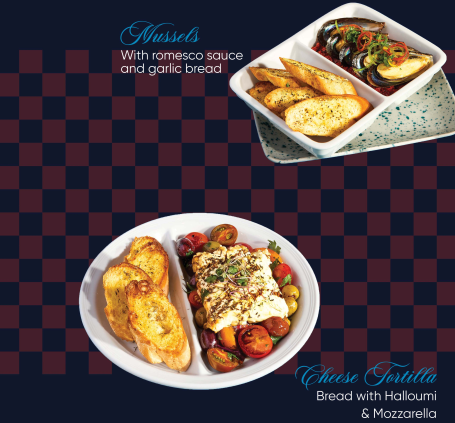 Mussels
With romesco sauce
and garlic bread
Cheese Tortilla
Bread with Halloumi
& Mozzarella